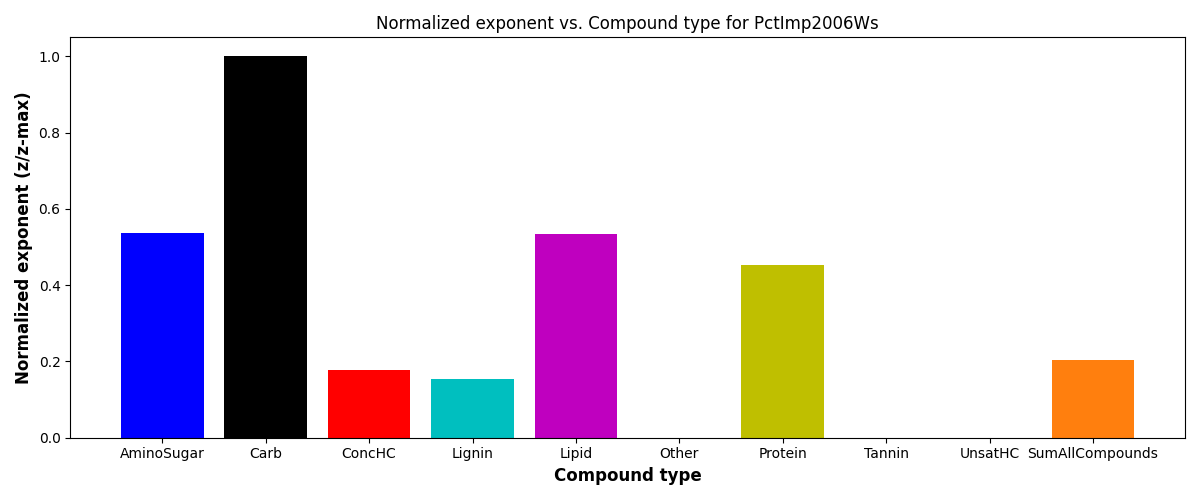 Normalized exponent vs. Compound type for PctImp2006Ws
Normalized exponent (z/z-max)
1.0
0.8
0.6
0.4
0.2
0.0
AminoSugar Carb ConcHC Lignin Lipid Other Protein Tannin UnsatHC SumAllCompounds
Compound type